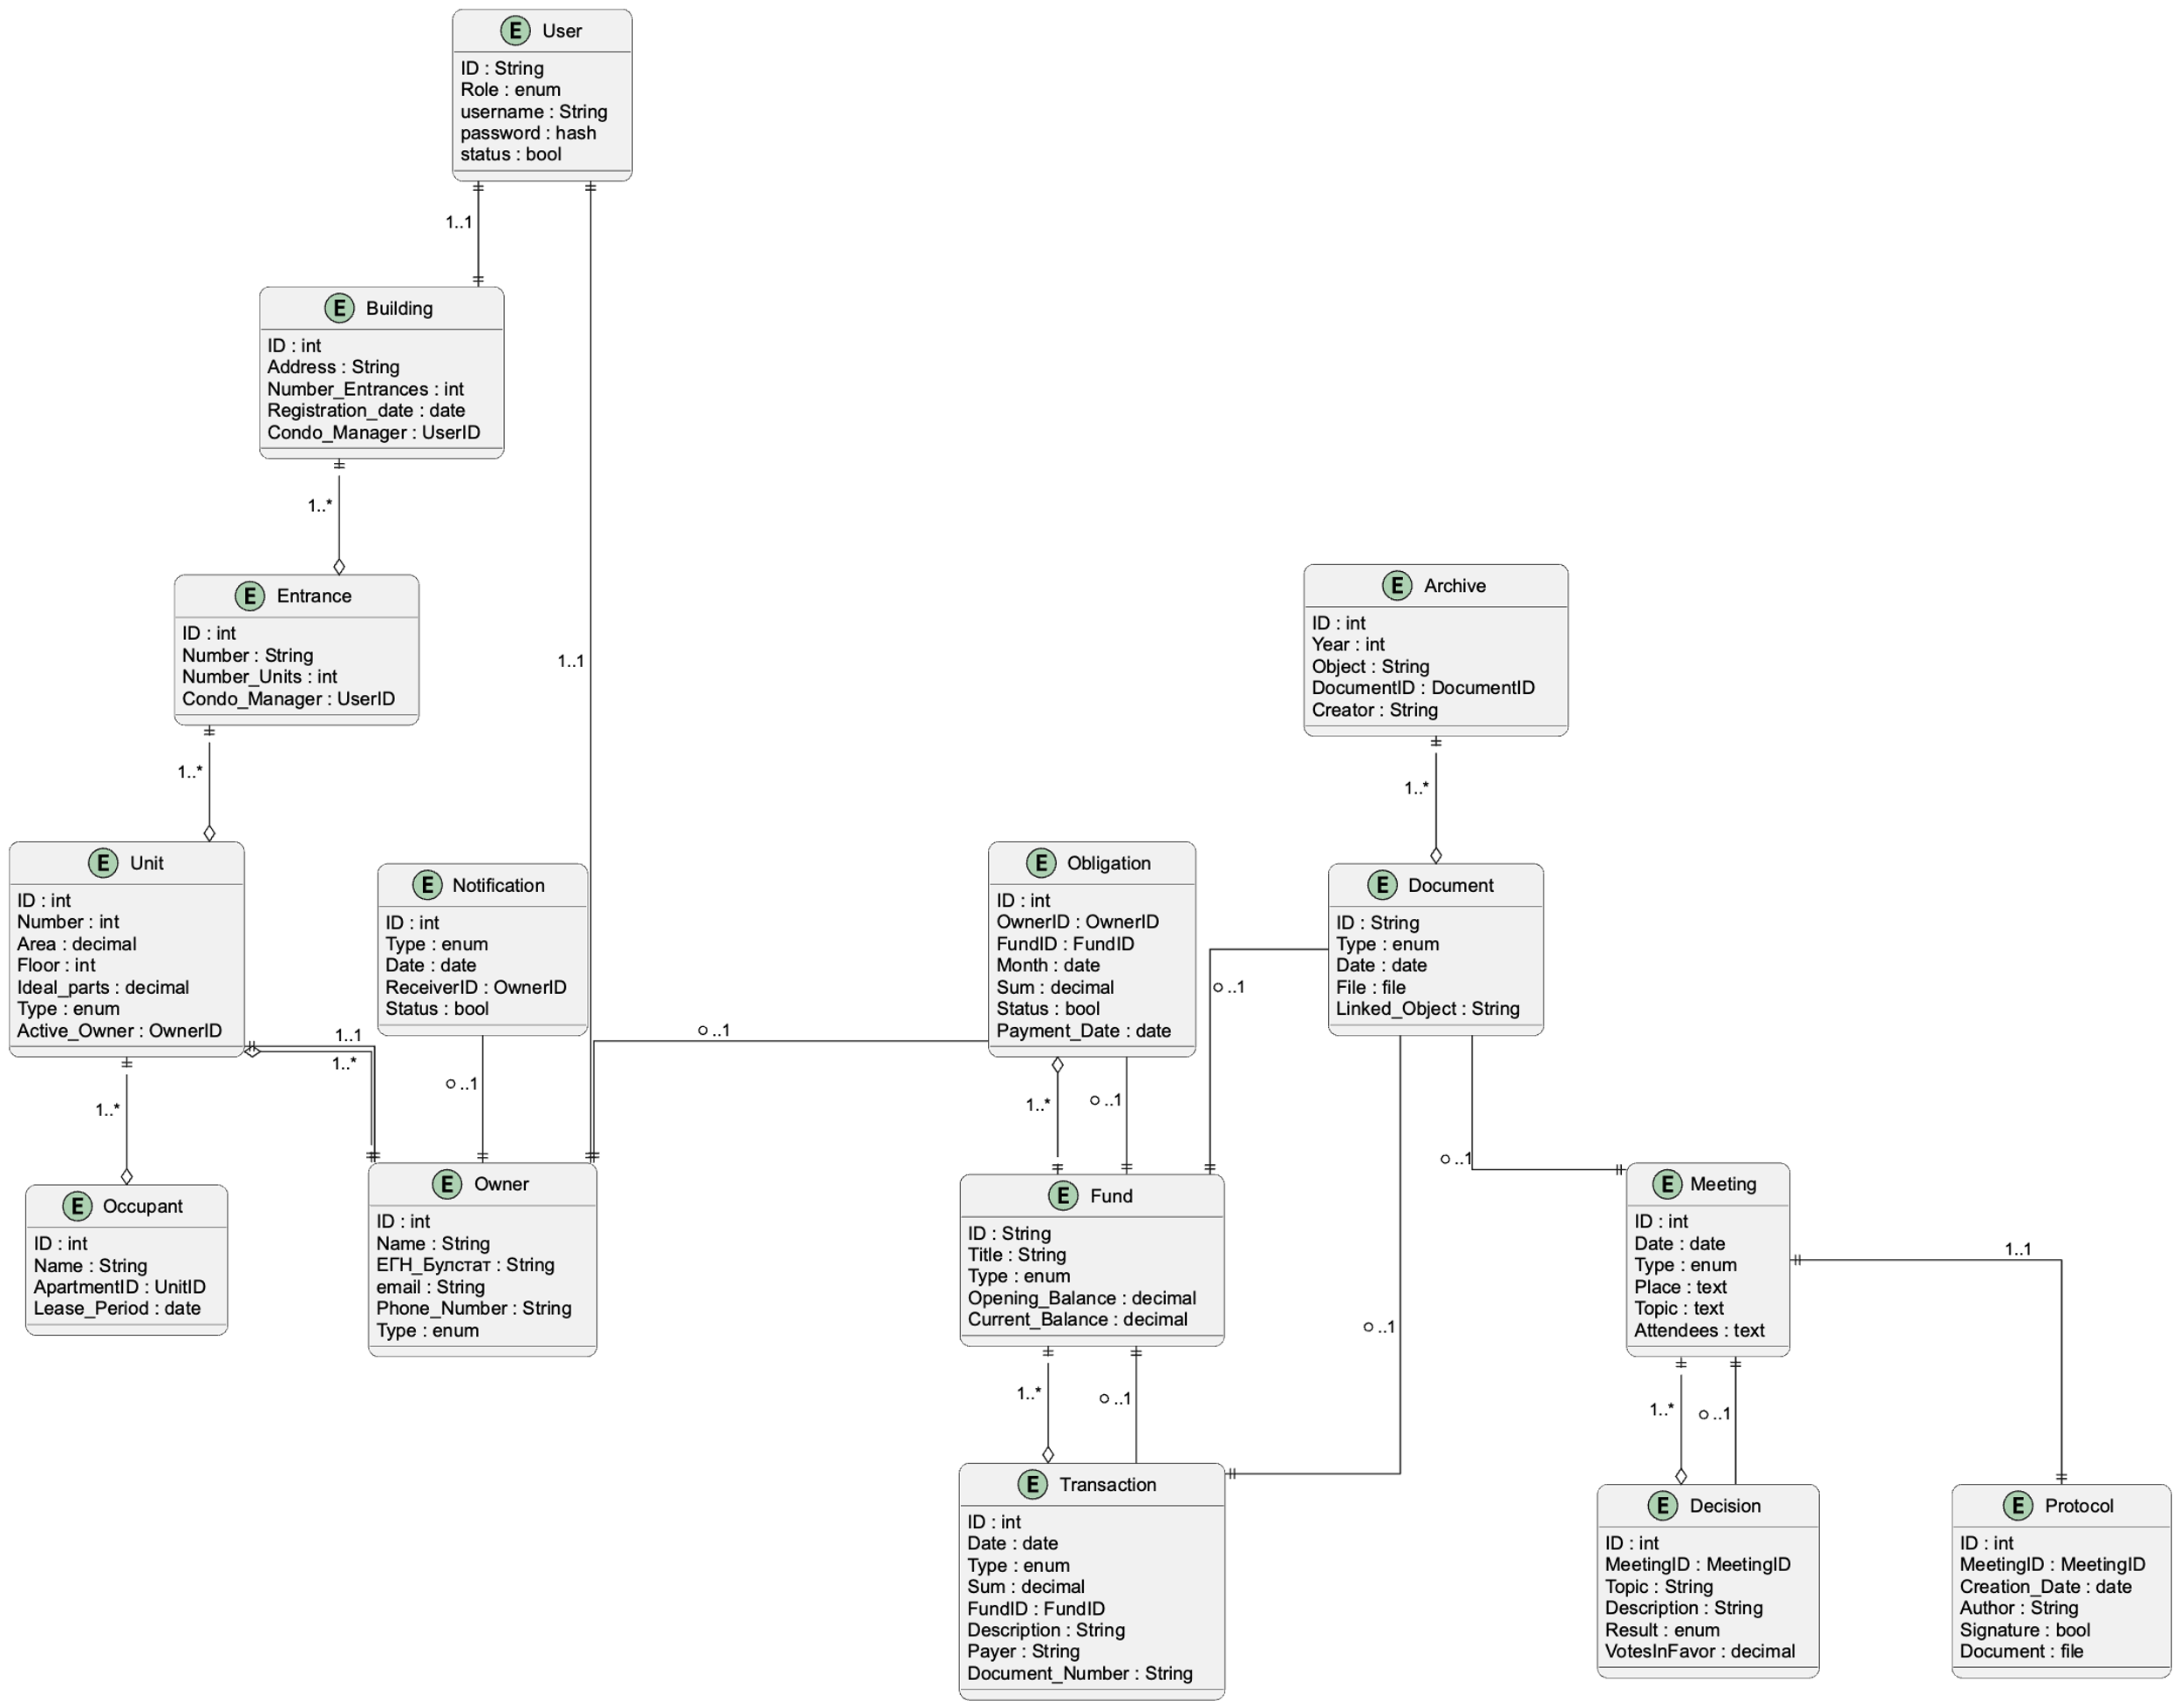 E User
ID : String
Role : enum
username : String
password : hash
status : bool
1..1
E Building
ID : int
Address : String
Number_Entrances : int
Registration_date : date
Condo_Manager : UserID
1..*
E Entrance
ID : int
Number : String
Number_Units : int
Condo_Manager : UserID
1..1
E Archive
ID : int
Year : int
Object : String
DocumentID : DocumentID
Creator : String
1..*
1..*
E Unit
ID : int
Number : int
Area : decimal
Floor : int
Ideal_parts : decimal
Type : enum
Active_Owner : OwnerID
E Notification
ID : int
Type : enum
Date : date
ReceiverID : OwnerID
Status : bool
E Obligation
ID : int
OwnerID : OwnerID
FundID : FundID
Month : date
Sum : decimal
Status : bool
Payment_Date : date
E Document
ID : String
Type : enum
Date : date
File : file
Linked_Object : String
o..1
1..1
1..*
o..1
1..*
o..1
1..*
o..1
o..1
E Occupant
ID : int
Name : String
ApartmentID : UnitID
Lease_Period : date
E Owner
ID : int
Name : String
ЕГН_Булстат : String
email : String
Phone_Number : String
Type : enum
E Fund
ID : String
Title : String
Type : enum
Opening_Balance : decimal
Current_Balance : decimal
E Meeting
ID : int
Date : date
Type : enum
Place : text
Topic : text
Attendees : text
1..1
o..1
1..*
o..1
1..*
o..1
E Transaction
ID : int
Date : date
Type : enum
Sum : decimal
FundID : FundID
Description : String
Payer : String
Document_Number : String
E Decision
ID : int
MeetingID : MeetingID
Topic : String
Description : String
Result : enum
VotesInFavor : decimal
E Protocol
ID : int
MeetingID : MeetingID
Creation_Date : date
Author : String
Signature : bool
Document : file